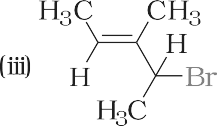 H₃C CH₃
(iii) H
H Br
H₃C